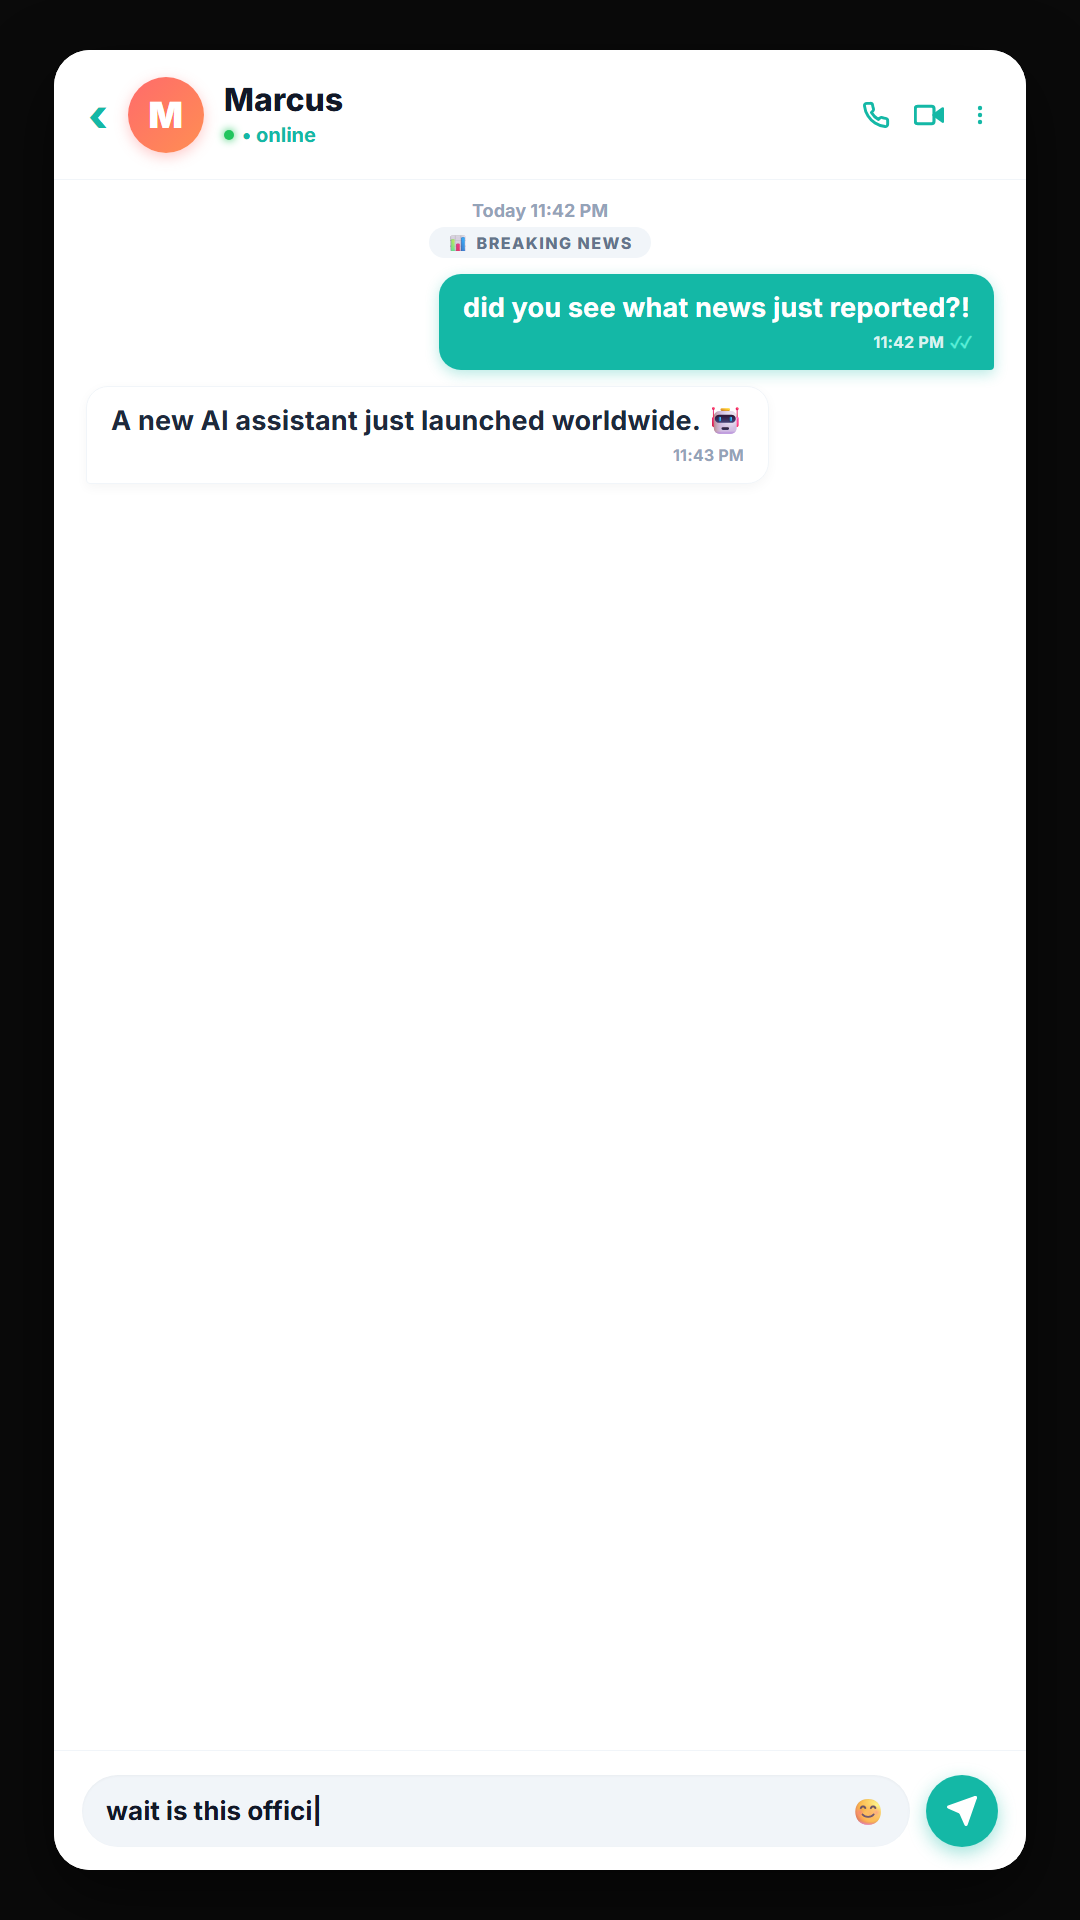 M
Marcus
• online
Today 11:42 PM
BREAKING NEWS
did you see what news just reported?!
11:42 PM ✓✓
A new AI assistant just launched worldwide. 🤖
11:43 PM
wait is this offici